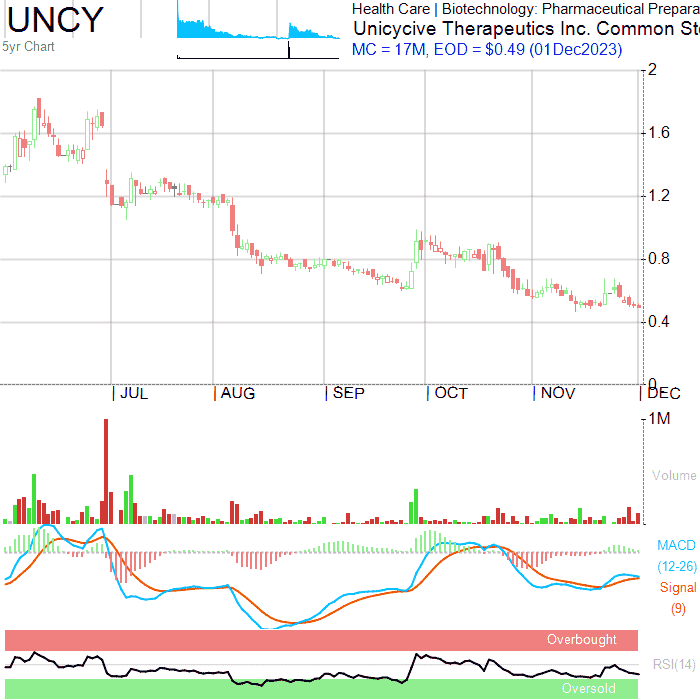 UNCY
5yr Chart
Health Care | Biotechnology: Pharmaceutical Prepara
Unicycive Therapeutics Inc. Common Sto
MC = 17M, EOD = $0.49 (01Dec2023)
2
1.6
1.2
0.8
0.4
0
JUL AUG SEP OCT NOV DEC
1M
Volume
MACD
(12-26)
Signal
(9)
Overbought
RSI(14)
Oversold